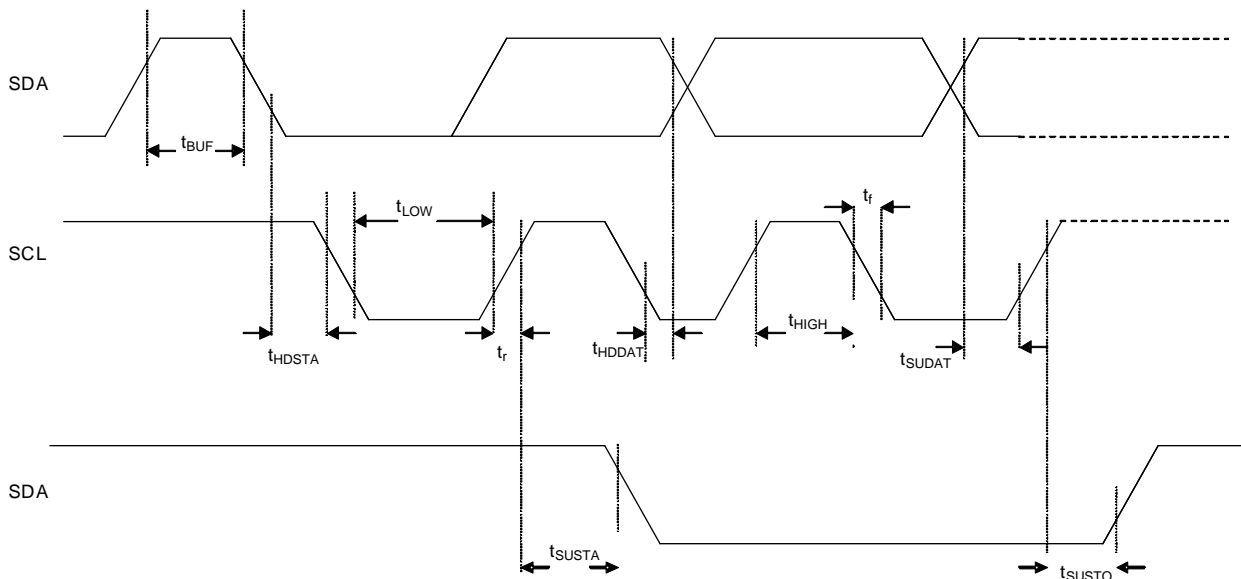 SDA
tBUF
tLOW
tf
SCL
tHDSTA
tr
tHDDAT
tHIGH
tSUDAT
SDA
tSUSTA
tSUSTO